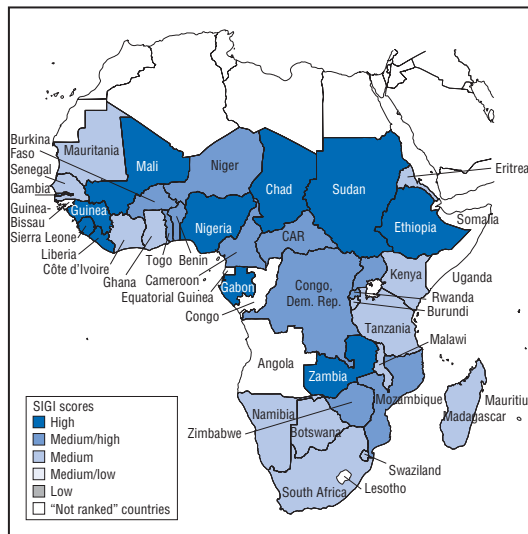 Burkina
Faso
Mauritania
Senegal
Gambia
Mali
Niger
Chad
Sudan
Eritrea
Guinea-
Bissau
Guinea
Sierra Leone
Nigeria
Ethiopia
Somalia
Liberia
Côte d'Ivoire
Ghana
Togo
Benin
CAR
Cameroon
Equatorial Guinea
Gabon
Congo
Congo,
Dem. Rep.
Kenya
Uganda
Rwanda
Burundi
Tanzania
Malawi
Angola
Zambia
Mozambique
Mauritiu
Madagascar
Zimbabwe
Namibia
Botswana
Swaziland
Lesotho
South Africa
SIGI scores
High
Medium/high
Medium
Medium/low
Low
"Not ranked" countries